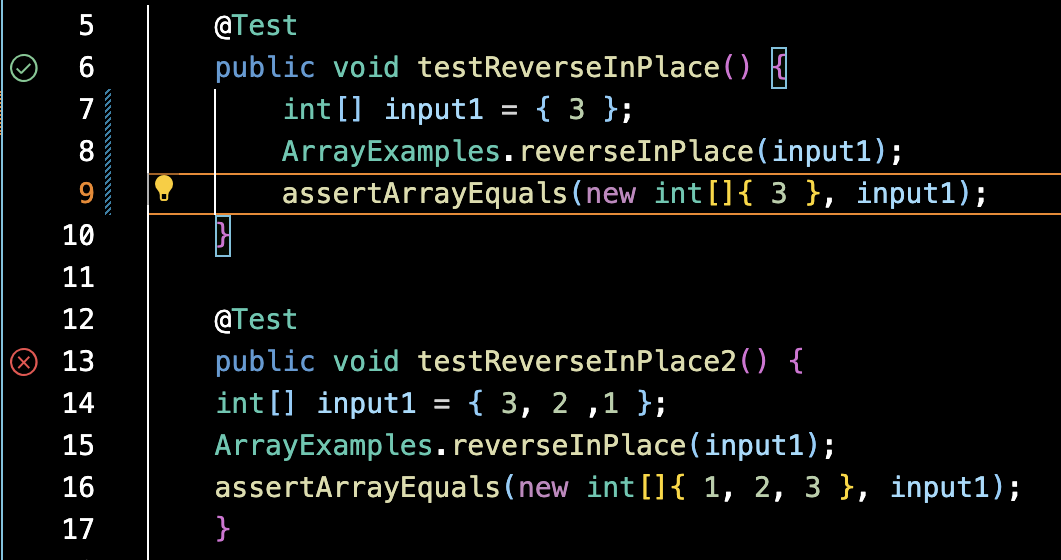 5 @Test
6 public void testReverseInPlace() {
7 int[] input1 = { 3 };
8 ArrayExamples.reverseInPlace(input1);
9 assertArrayEquals(new int[]{ 3 }, input1);
10 }
11
12 @Test
13 public void testReverseInPlace2() {
14 int[] input1 = { 3, 2 ,1 };
15 ArrayExamples.reverseInPlace(input1);
16 assertArrayEquals(new int[]{ 1, 2, 3 }, input1);
17 }